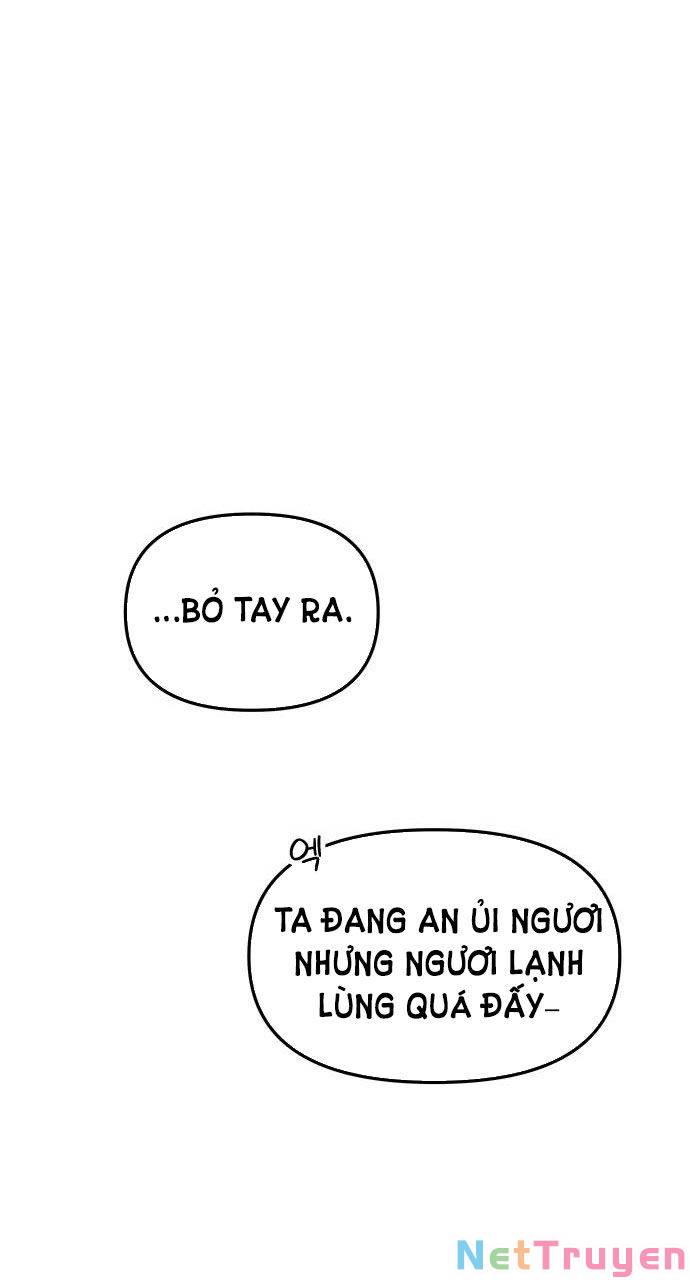 ...BỎ TAY RA.
엑
TA ĐANG AN ỦI NGƯƠI
NHƯNG NGƯƠI LẠNH
LÙNG QUÁ ĐẤY–
NetTruyen